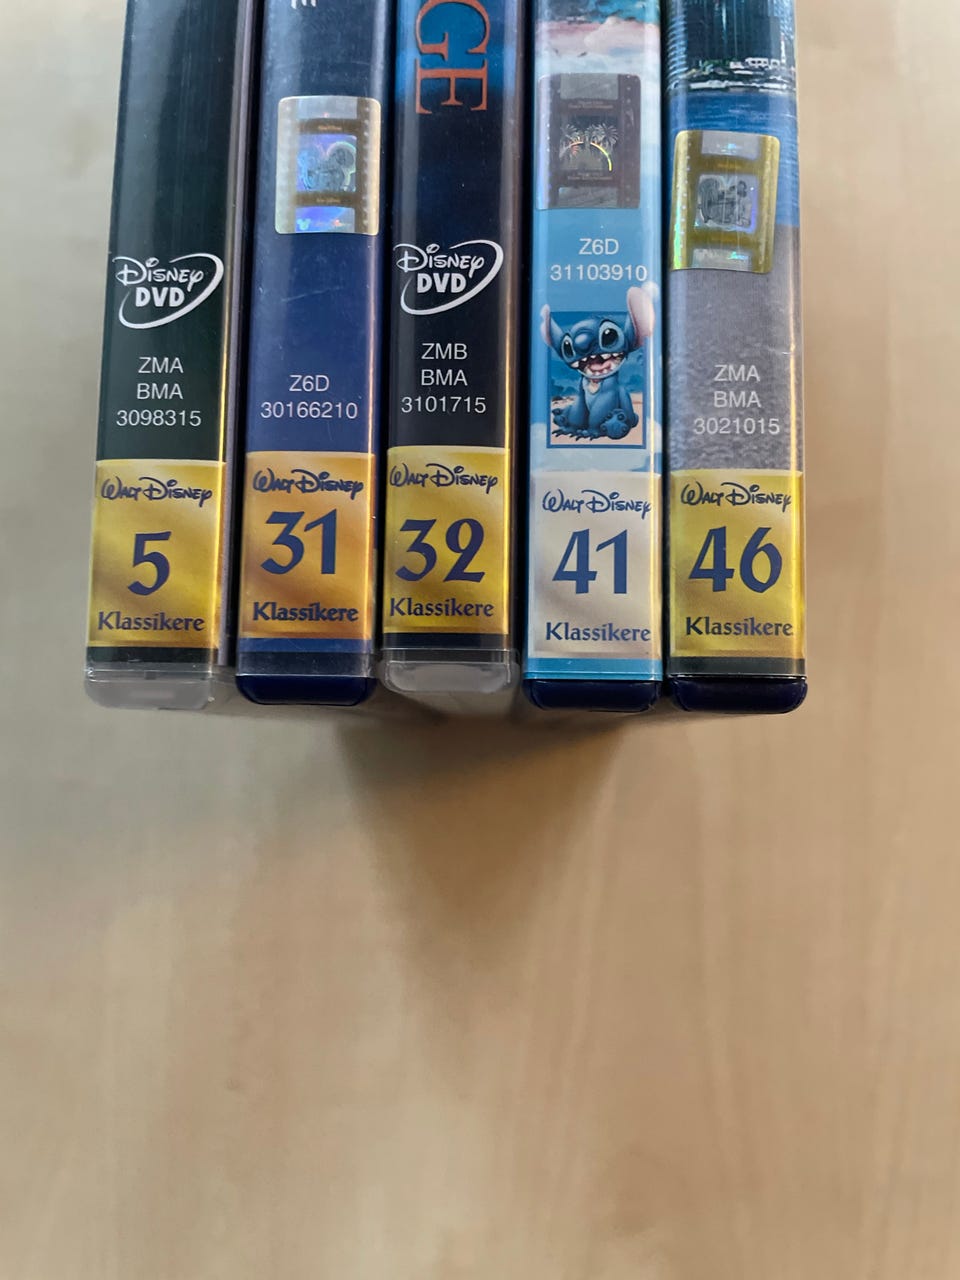 Disney
DVD
ZMA
BMA
3098315
Walt Disney
5
Klassikere
E
Z6D
30166210
Walt Disney
31
Klassikere
GE
Disney
DVD
ZMB
BMA
3101715
Walt Disney
32
Klassikere
Z6D
31103910
Walt Disney
41
Klassikere
ZMA
BMA
3021015
Walt Disney
46
Klassikere